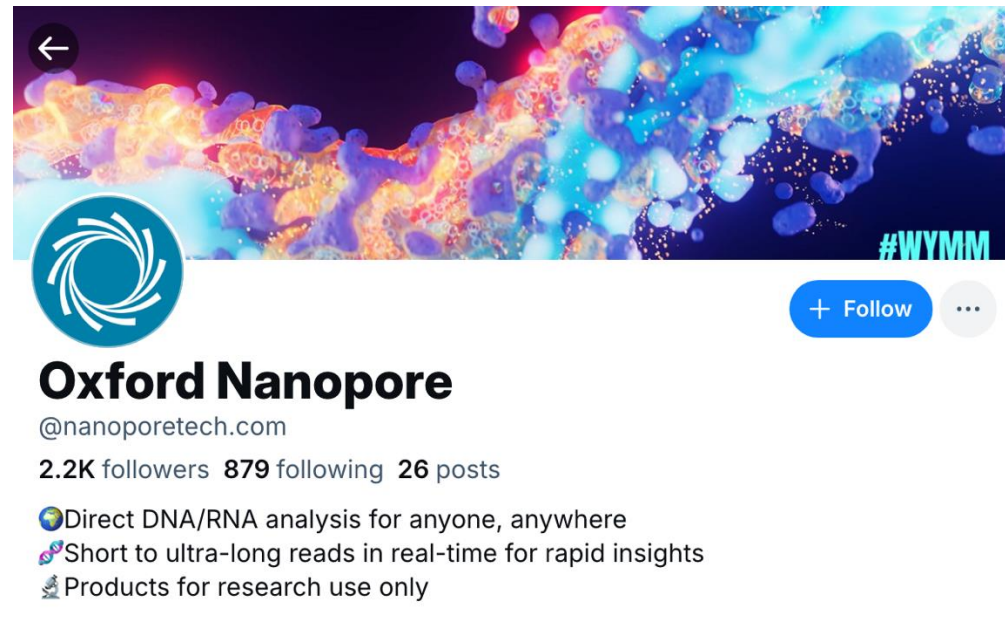 #WYMM
+ Follow ...
Oxford Nanopore
@nanoporetech.com
2.2K followers 879 following 26 posts
🌍Direct DNA/RNA analysis for anyone, anywhere
🧬Short to ultra-long reads in real-time for rapid insights
🔬Products for research use only